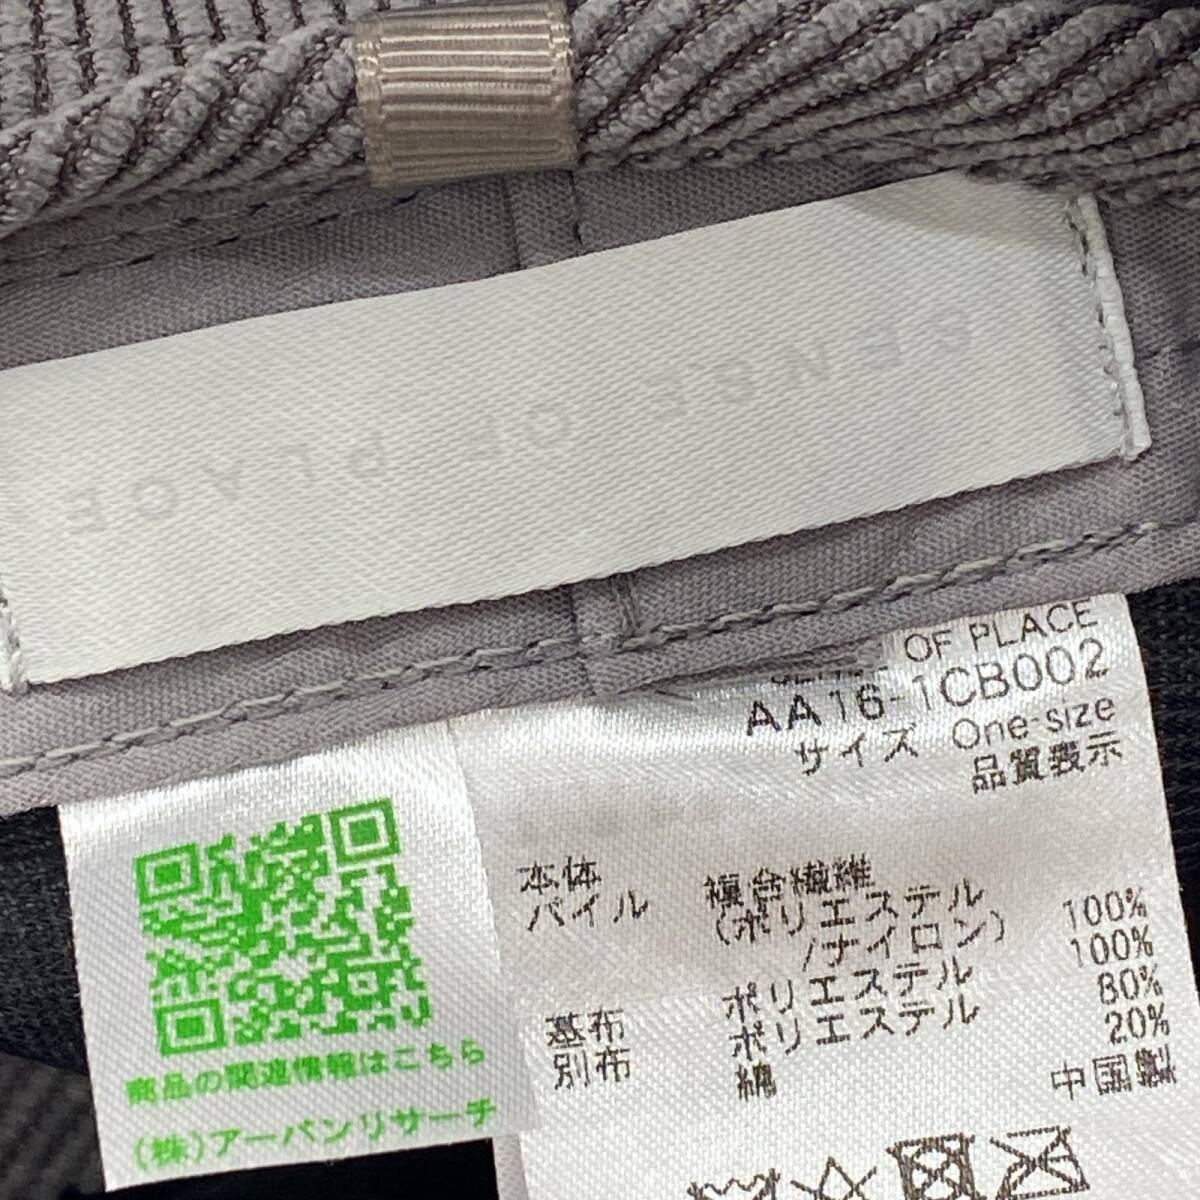 SENSE OF PLACE
OF PLACE
AA16-1CB002
サイズ One-size
品質表示
本体
パイル 複合繊維
(ポリエステル
/ナイロン) 100%
基布 ポリエステル 100%
別布 ポリエステル 80%
綿 20%
中国製
商品の関連情報はこちら
(株)アーバンリサーチ